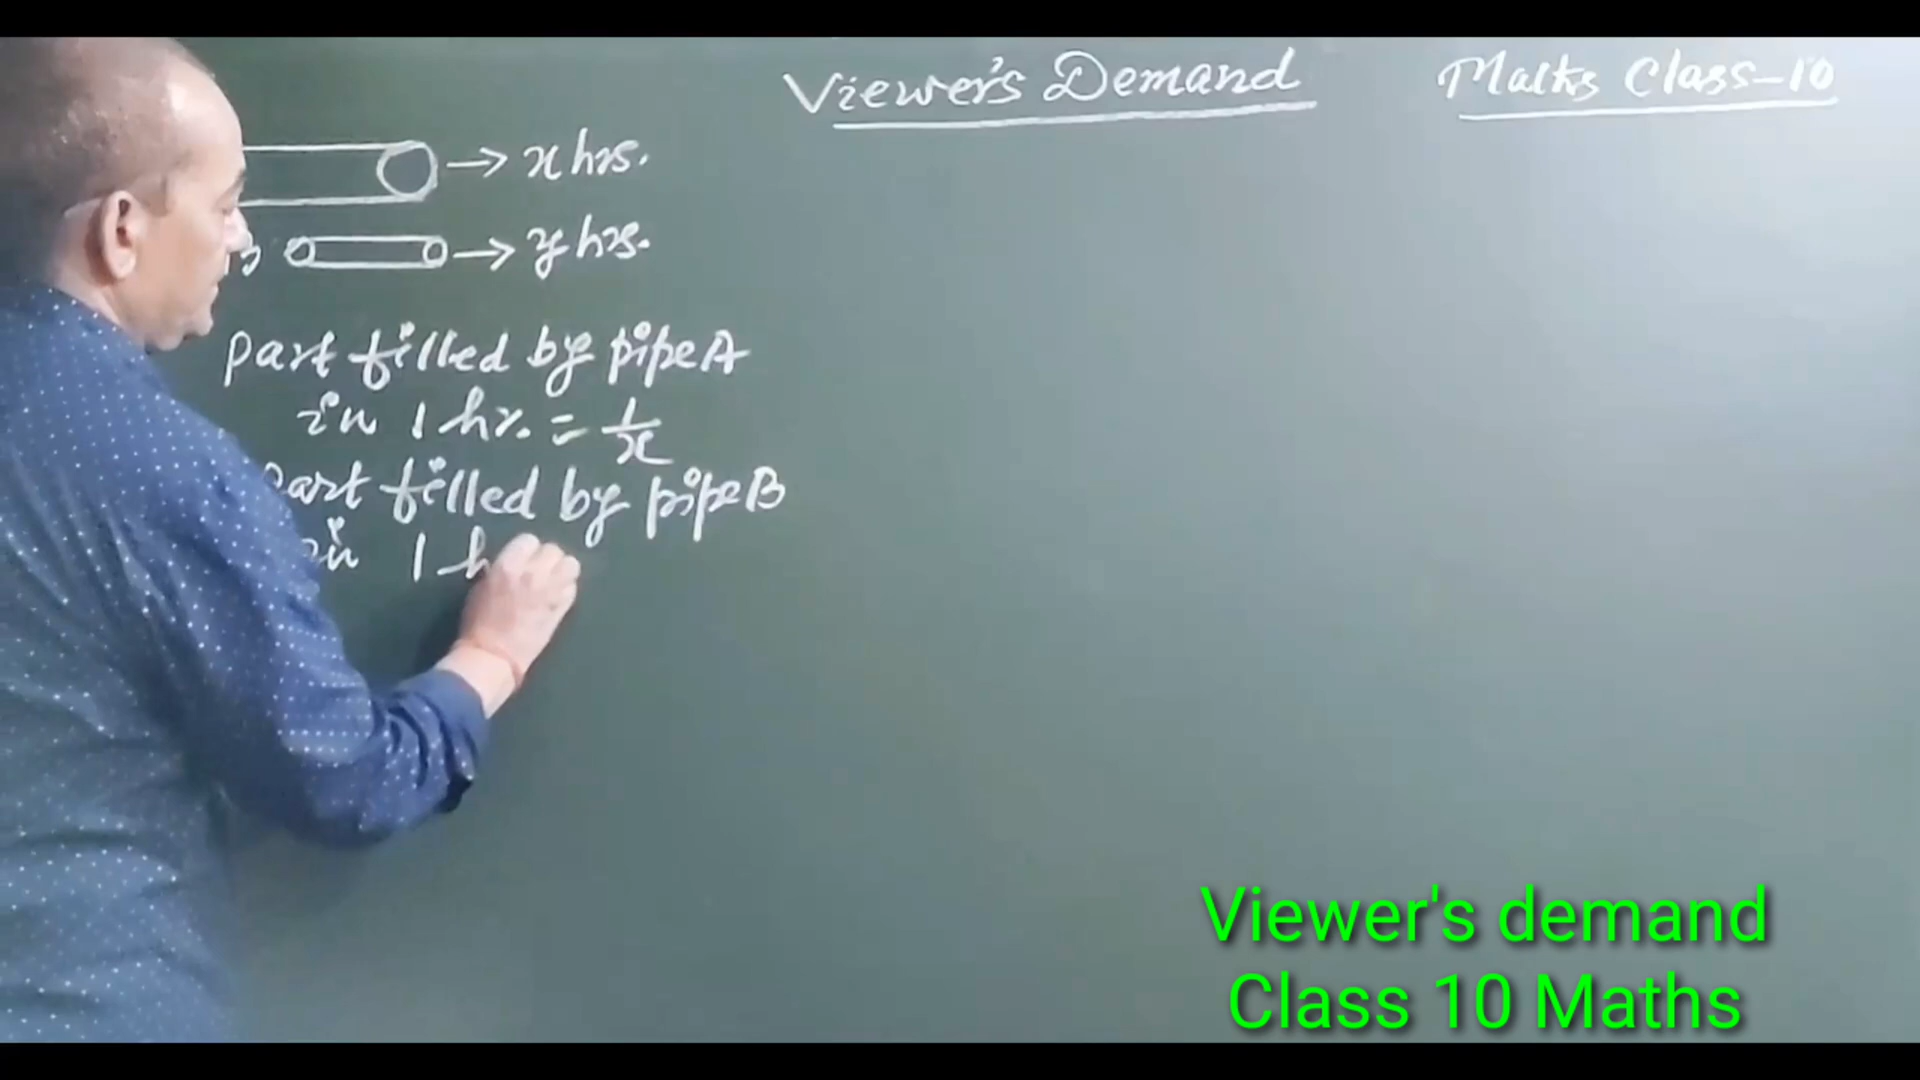 Viewer's Demand
Maths Class-10
→ x hrs.
B → y hrs.
Part filled by pipe A
in 1 hr. = 1/x
Part filled by pipe B
in 1 h
Viewer's demand
Class 10 Maths